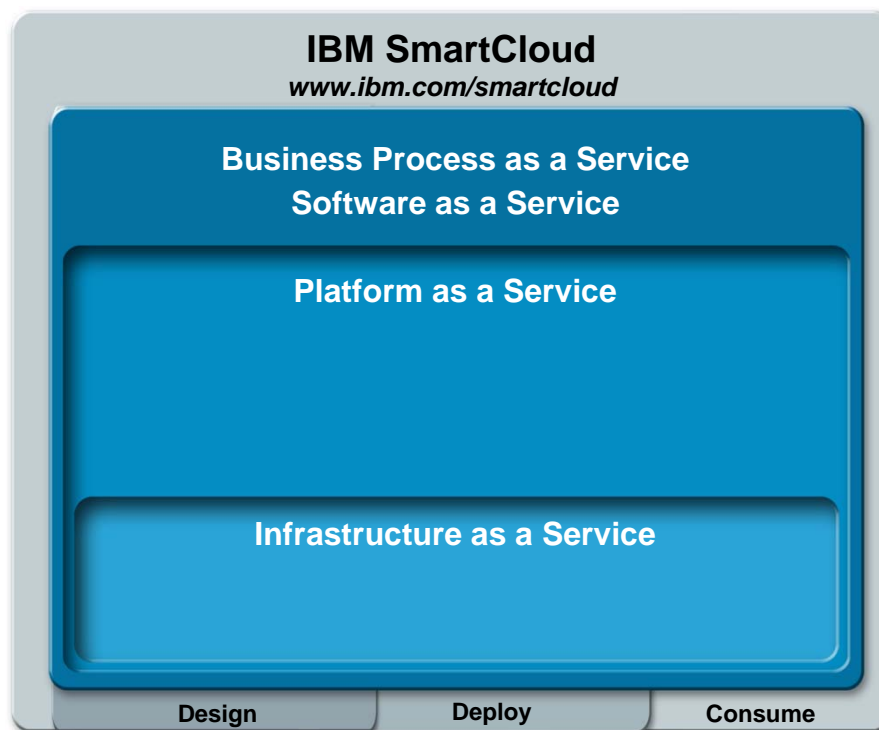 IBM SmartCloud
www.ibm.com/smartcloud
Business Process as a Service
Software as a Service
Platform as a Service
Infrastructure as a Service
Design Deploy Consume